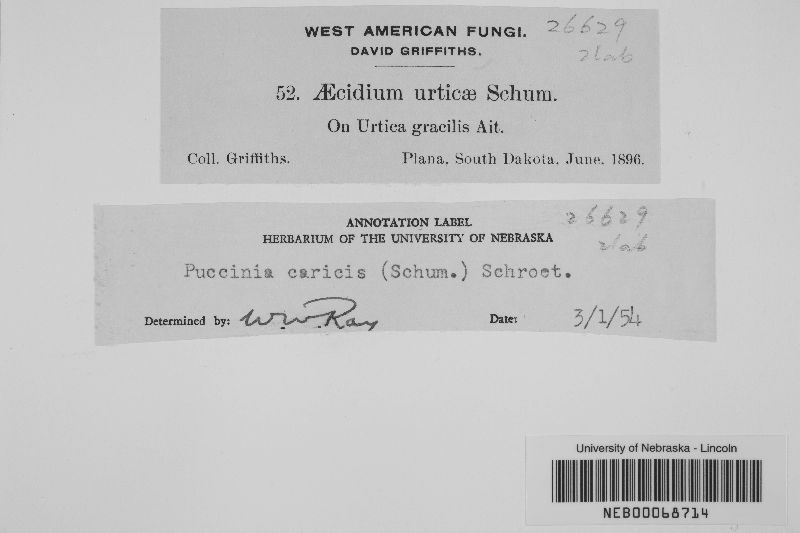 WEST AMERICAN FUNGI. 26629
DAVID GRIFFITHS.
52. Æcidium urticæ Schum.
On Urtica gracilis Ait.
Coll. Griffiths. Plana, South Dakota, June, 1896.
ANNOTATION LABEL 26629
HERBARIUM OF THE UNIVERSITY OF NEBRASKA
Puccinia caricis (Schum.) Schroet.
Determined by: W.W. Ray Date: 3/1/54
University of Nebraska - Lincoln
NEB00068714